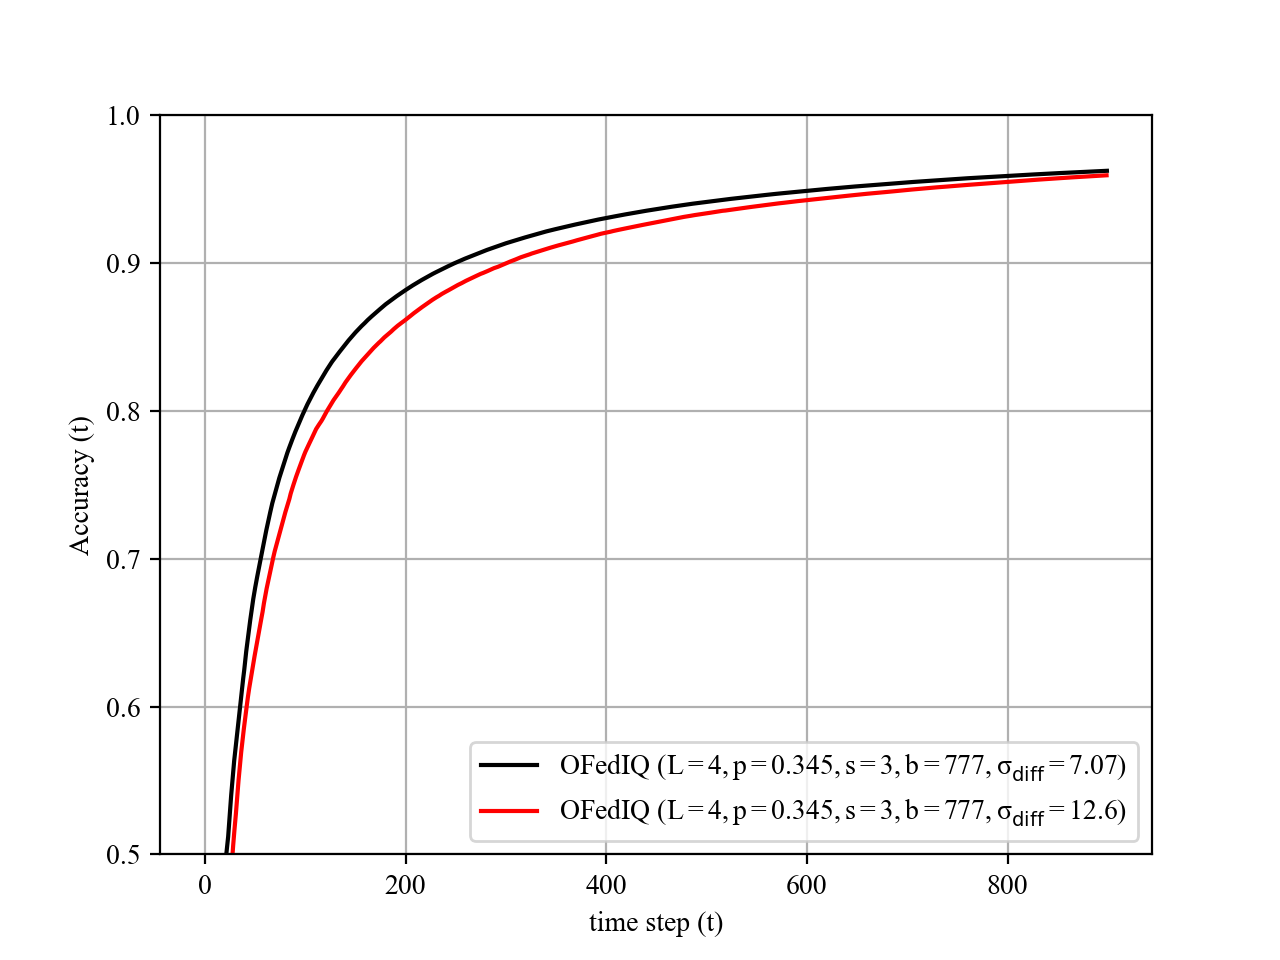 1.0
0.9
0.8
0.7
0.6
0.5
Accuracy (t)
OFedIQ (L = 4, p = 0.345, s = 3, b = 777, σdiff = 7.07)
OFedIQ (L = 4, p = 0.345, s = 3, b = 777, σdiff = 12.6)
0 200 400 600 800
time step (t)